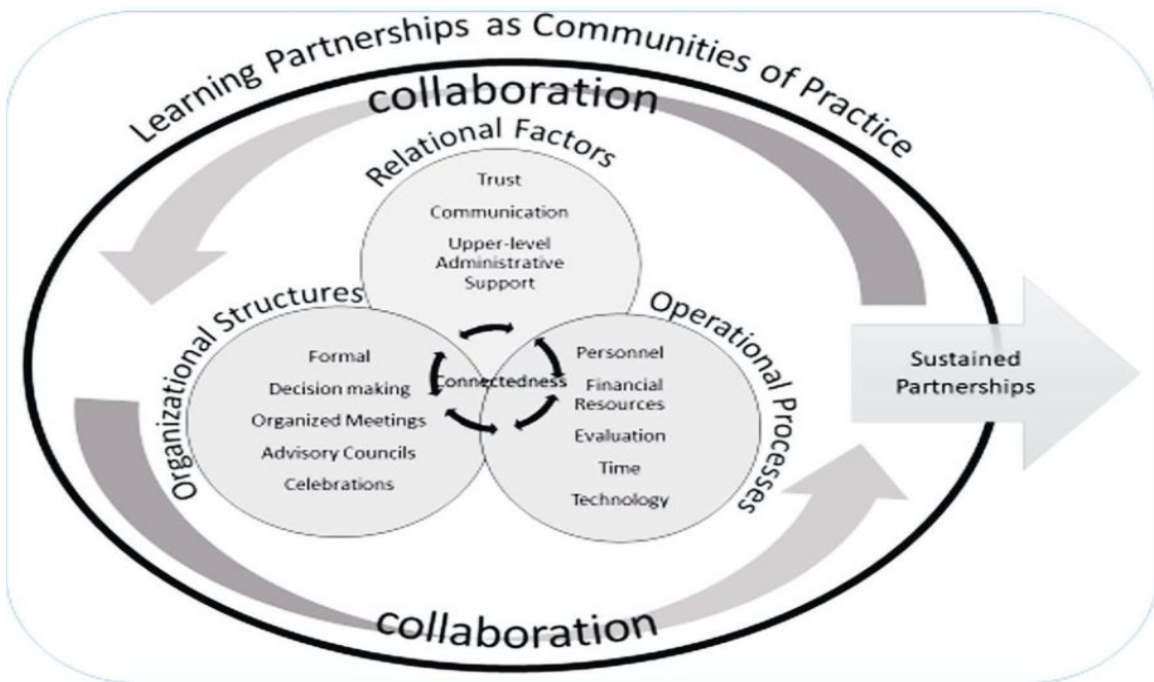 Learning Partnerships as Communities of Practice
collaboration
Relational Factors
Trust
Communication
Upper-level
Administrative
Support
Organizational Structures
Formal
Decision making
Organized Meetings
Advisory Councils
Celebrations
Connectedness
Operational Processes
Personnel
Financial
Resources
Evaluation
Time
Technology
Sustained
Partnerships
collaboration